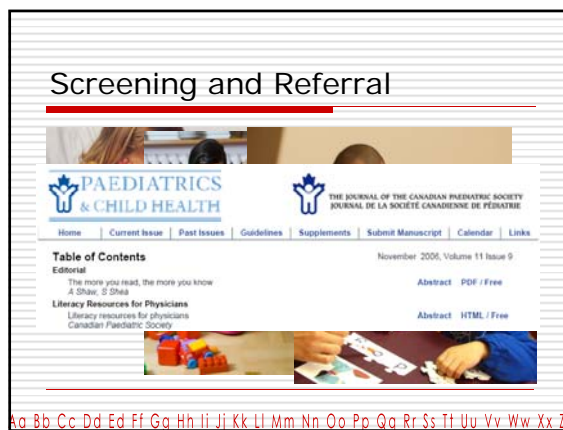 Screening and Referral
PAEDIATRICS
& CHILD HEALTH
THE JOURNAL OF THE CANADIAN PAEDIATRIC SOCIETY
JOURNAL DE LA SOCIÉTÉ CANADIENNE DE PÉDIATRIE
Home Current Issue Past Issues Guidelines Supplements Submit Manuscript Calendar Links
Table of Contents November 2006, Volume 11 Issue 9
Editorial
The more you read, the more you know Abstract PDF / Free
A Shaw, S Shea
Literacy Resources for Physicians
Literacy resources for physicians Abstract HTML / Free
Canadian Paediatric Society
Aa Bb Cc Dd Ed Ff Gg Hh Ii Jj Kk Ll Mm Nn Oo Pp Qq Rr Ss Tt Uu Vv Ww Xx